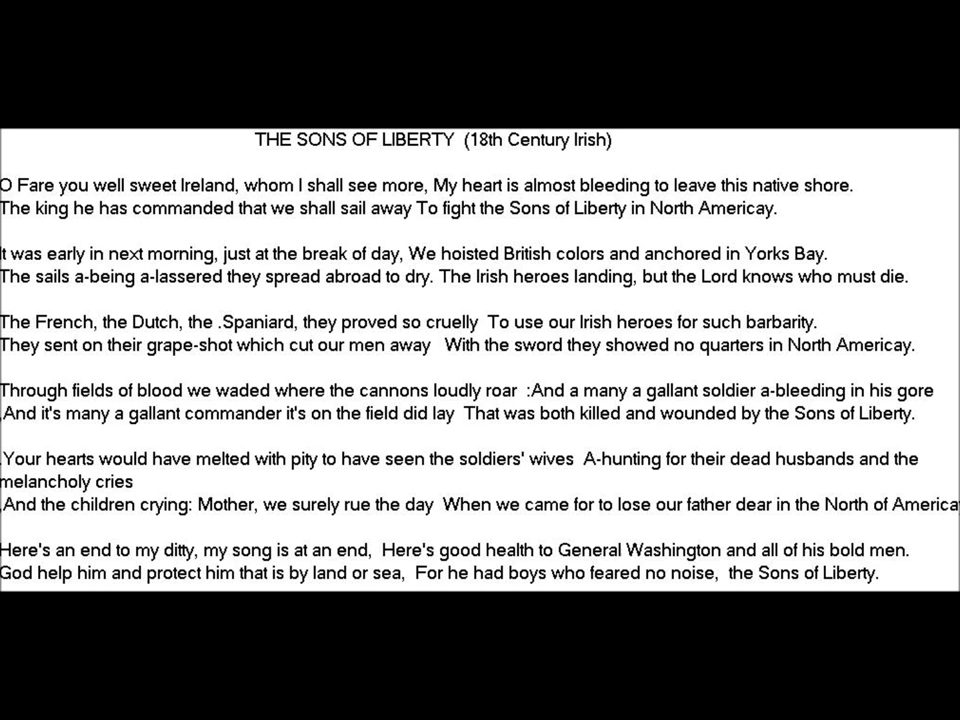 THE SONS OF LIBERTY (18th Century Irish)
O Fare you well sweet Ireland, whom I shall see more, My heart is almost bleeding to leave this native shore.
The king he has commanded that we shall sail away To fight the Sons of Liberty in North Americay.
It was early in next morning, just at the break of day, We hoisted British colors and anchored in Yorks Bay.
The sails a-being a-lassered they spread abroad to dry. The Irish heroes landing, but the Lord knows who must die.
The French, the Dutch, the .Spaniard, they proved so cruelly To use our Irish heroes for such barbarity.
They sent on their grape-shot which cut our men away With the sword they showed no quarters in North Americay.
Through fields of blood we waded where the cannons loudly roar :And a many a gallant soldier a-bleeding in his gore
,And it's many a gallant commander it's on the field did lay That was both killed and wounded by the Sons of Liberty.
.Your hearts would have melted with pity to have seen the soldiers' wives A-hunting for their dead husbands and the
melancholy cries
,And the children crying: Mother, we surely rue the day When we came for to lose our father dear in the North of America
Here's an end to my ditty, my song is at an end, Here's good health to General Washington and all of his bold men.
God help him and protect him that is by land or sea, For he had boys who feared no noise, the Sons of Liberty.